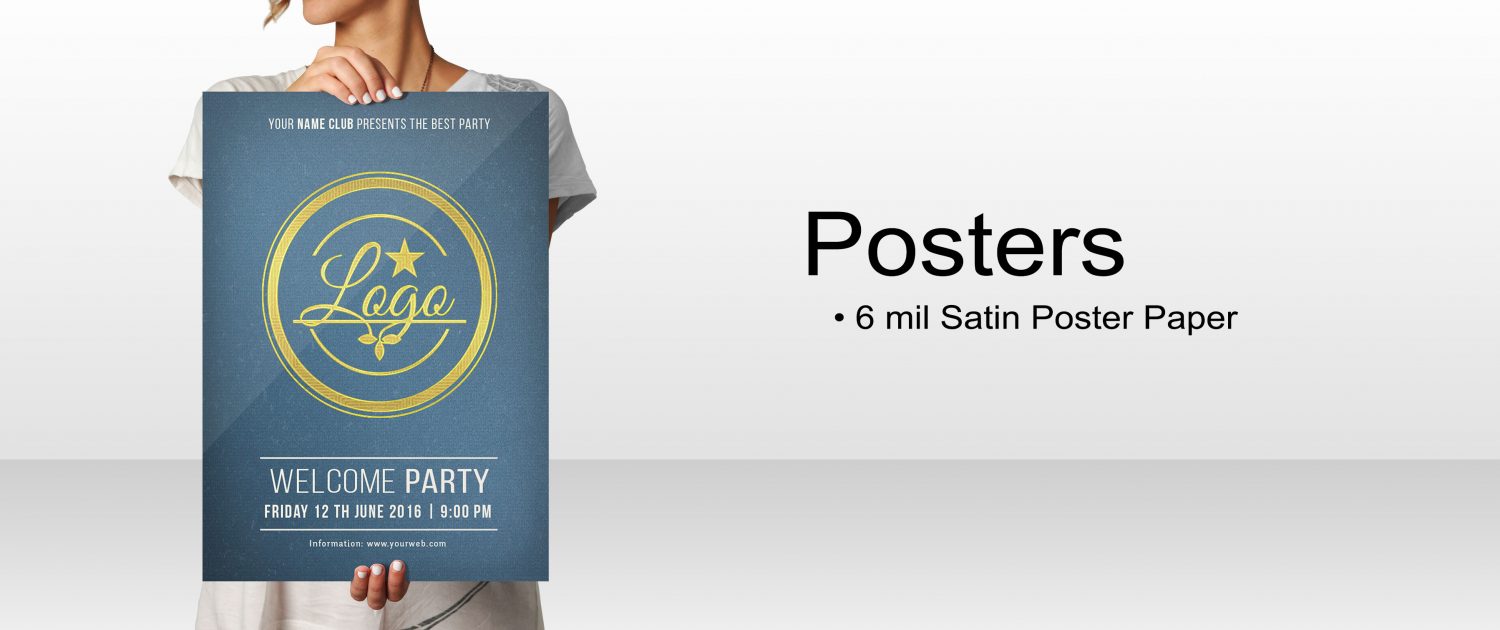 YOUR NAME CLUB PRESENTS THE BEST PARTY
Logo
WELCOME PARTY
FRIDAY 12 TH JUNE 2016 | 9:00 PM
Information: www.yourweb.com
Posters
• 6 mil Satin Poster Paper